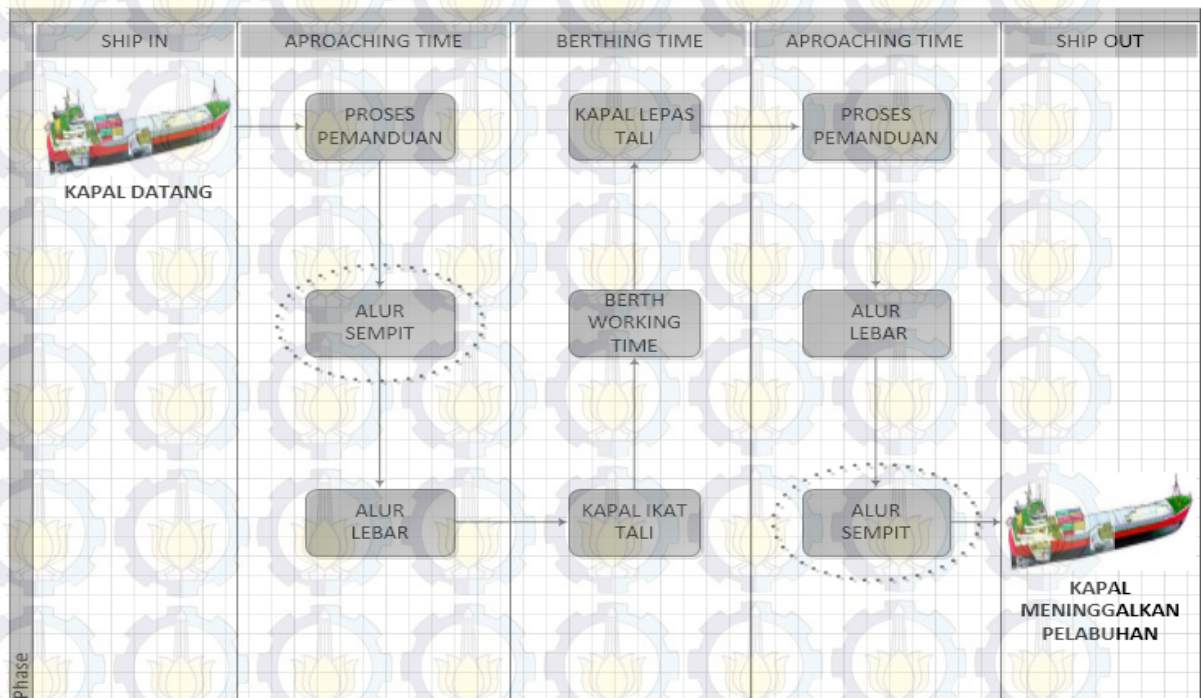 SHIP IN
APROACHING TIME
BERTHING TIME
APROACHING TIME
SHIP OUT
KAPAL DATANG
PROSES
PEMANDUAN
ALUR
SEMPIT
ALUR
LEBAR
KAPAL LEPAS
TALI
BERTH
WORKING
TIME
KAPAL IKAT
TALI
PROSES
PEMANDUAN
ALUR
LEBAR
ALUR
SEMPIT
KAPAL
MENINGGALKAN
PELABUHAN
Phase